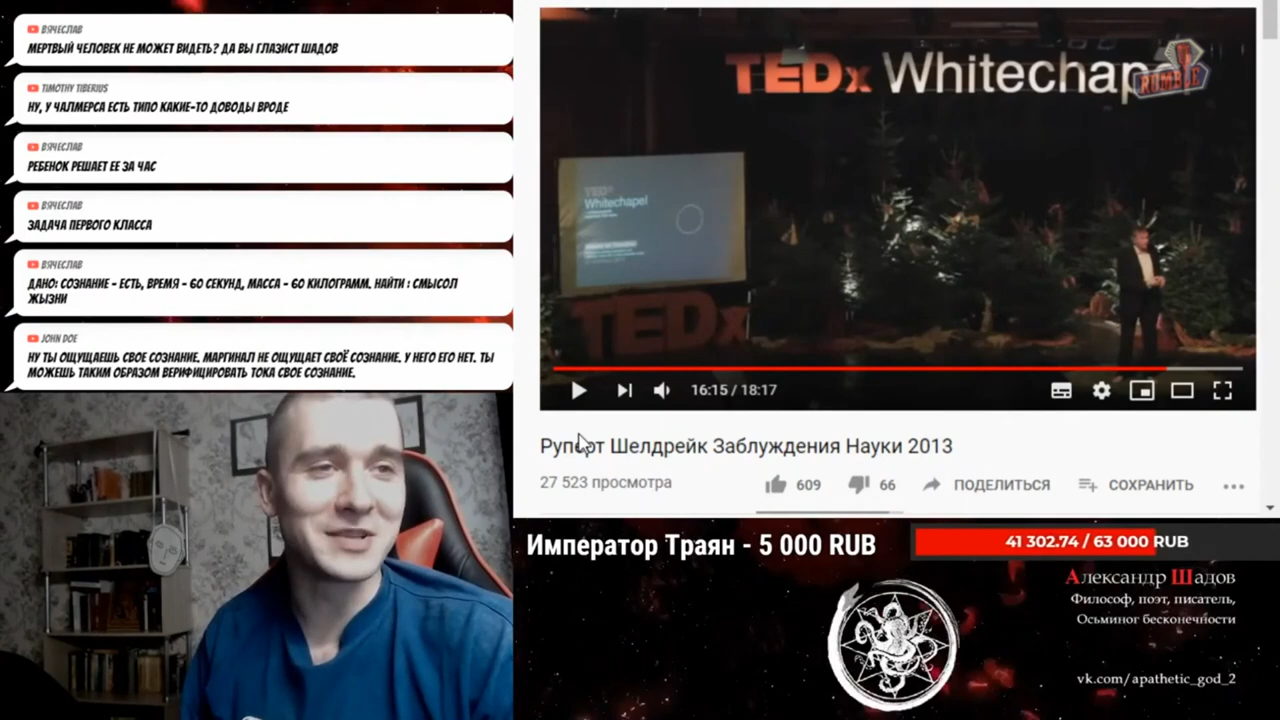 ВЯЧЕСЛАВ
МЕРТВЫЙ ЧЕЛОВЕК НЕ МОЖЕТ ВИДЕТЬ? ДА ВЫ ГЛАЗИСТ ШАДОВ
TIMOTHY TIBERIUS
НУ, У ЧАЛМЕРСА ЕСТЬ ТИПО КАКИЕ-ТО ДОВОДЫ ВРОДЕ
ВЯЧЕСЛАВ
РЕБЕНОК РЕШАЕТ ЕЕ ЗА ЧАС
ВЯЧЕСЛАВ
ЗАДАЧА ПЕРВОГО КЛАССА
ВЯЧЕСЛАВ
ДАНО: СОЗНАНИЕ - ЕСТЬ, ВРЕМЯ - 60 СЕКУНД, МАССА - 60 КИЛОГРАММ. НАЙТИ : СМЫСОЛ
ЖЫЗНИ
JOHN DOE
НУ ТЫ ОЩУЩАЕШЬ СВОЕ СОЗНАНИЕ. МАРГИНАЛ НЕ ОЩУЩАЕТ СВОЁ СОЗНАНИЕ. У НЕГО ЕГО НЕТ. ТЫ
МОЖЕШЬ ТАКИМ ОБРАЗОМ ВЕРИФИЦИРОВАТЬ ТОКА СВОЕ СОЗНАНИЕ.
TEDx Whitechap
RUMBLE
TEDx
Whitechapel
TEDx
16:15 / 18:17
Руперт Шелдрейк Заблуждения Науки 2013
27 523 просмотра
609
66
ПОДЕЛИТЬСЯ
СОХРАНИТЬ
Император Траян - 5 000 RUB
41 302.74 / 63 000 RUB
Александр Шадов
Философ, поэт, писатель,
Осьминог бесконечности
vk.com/apathetic_god_2